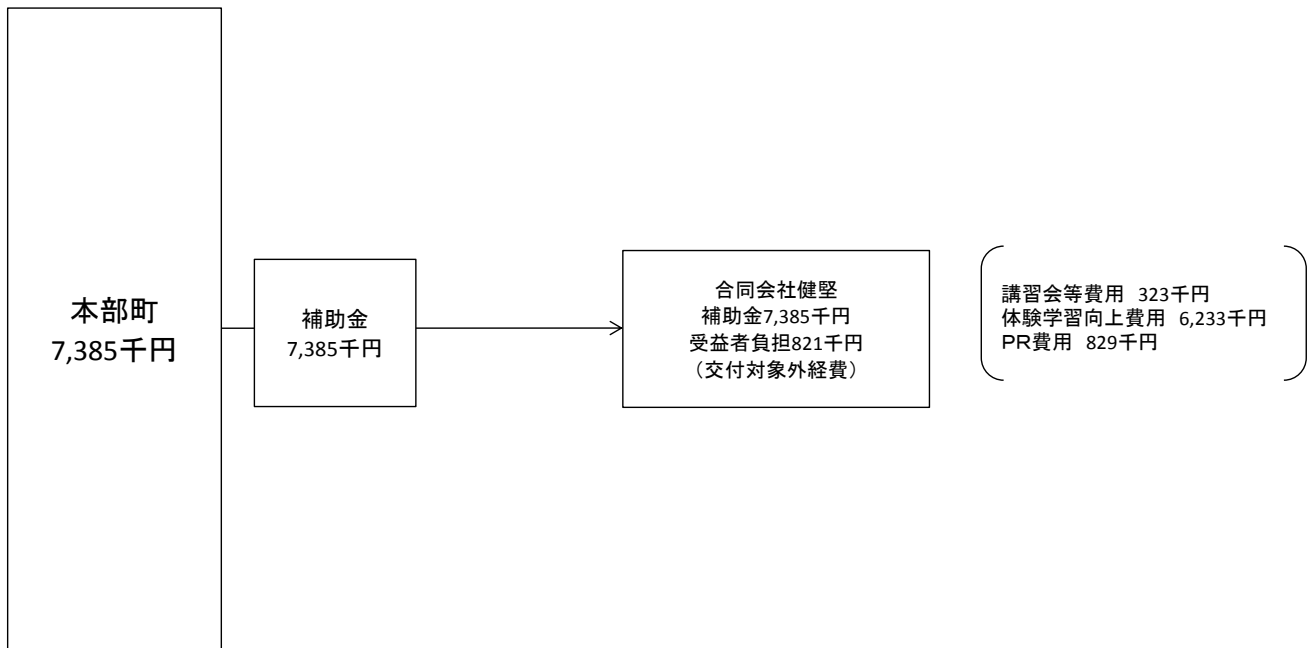 本部町
7,385千円
補助金
7,385千円
合同会社健堅
補助金7,385千円
受益者負担821千円
（交付対象外経費）
講習会等費用 323千円
体験学習向上費用 6,233千円
PR費用 829千円